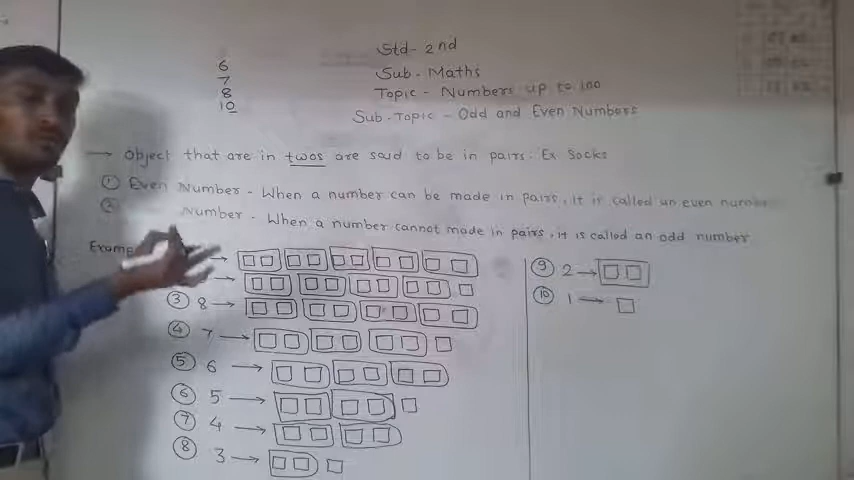 6
7
8
10
Std- 2nd
Sub- Maths
Topic - Numbers up to 100
Sub-Topic - Odd and Even Numbers
→ Object that are in twos are said to be in pairs. Ex Socks
① Even Number - When a number can be made in pairs, it is called an even number
② Number - When a number cannot made in pairs, it is called an odd number
→
→
③ 8 →
④ 7 →
⑤ 6 →
⑥ 5 →
⑦ 4 →
⑧ 3 →
⑨ 2 →
⑩ 1 →